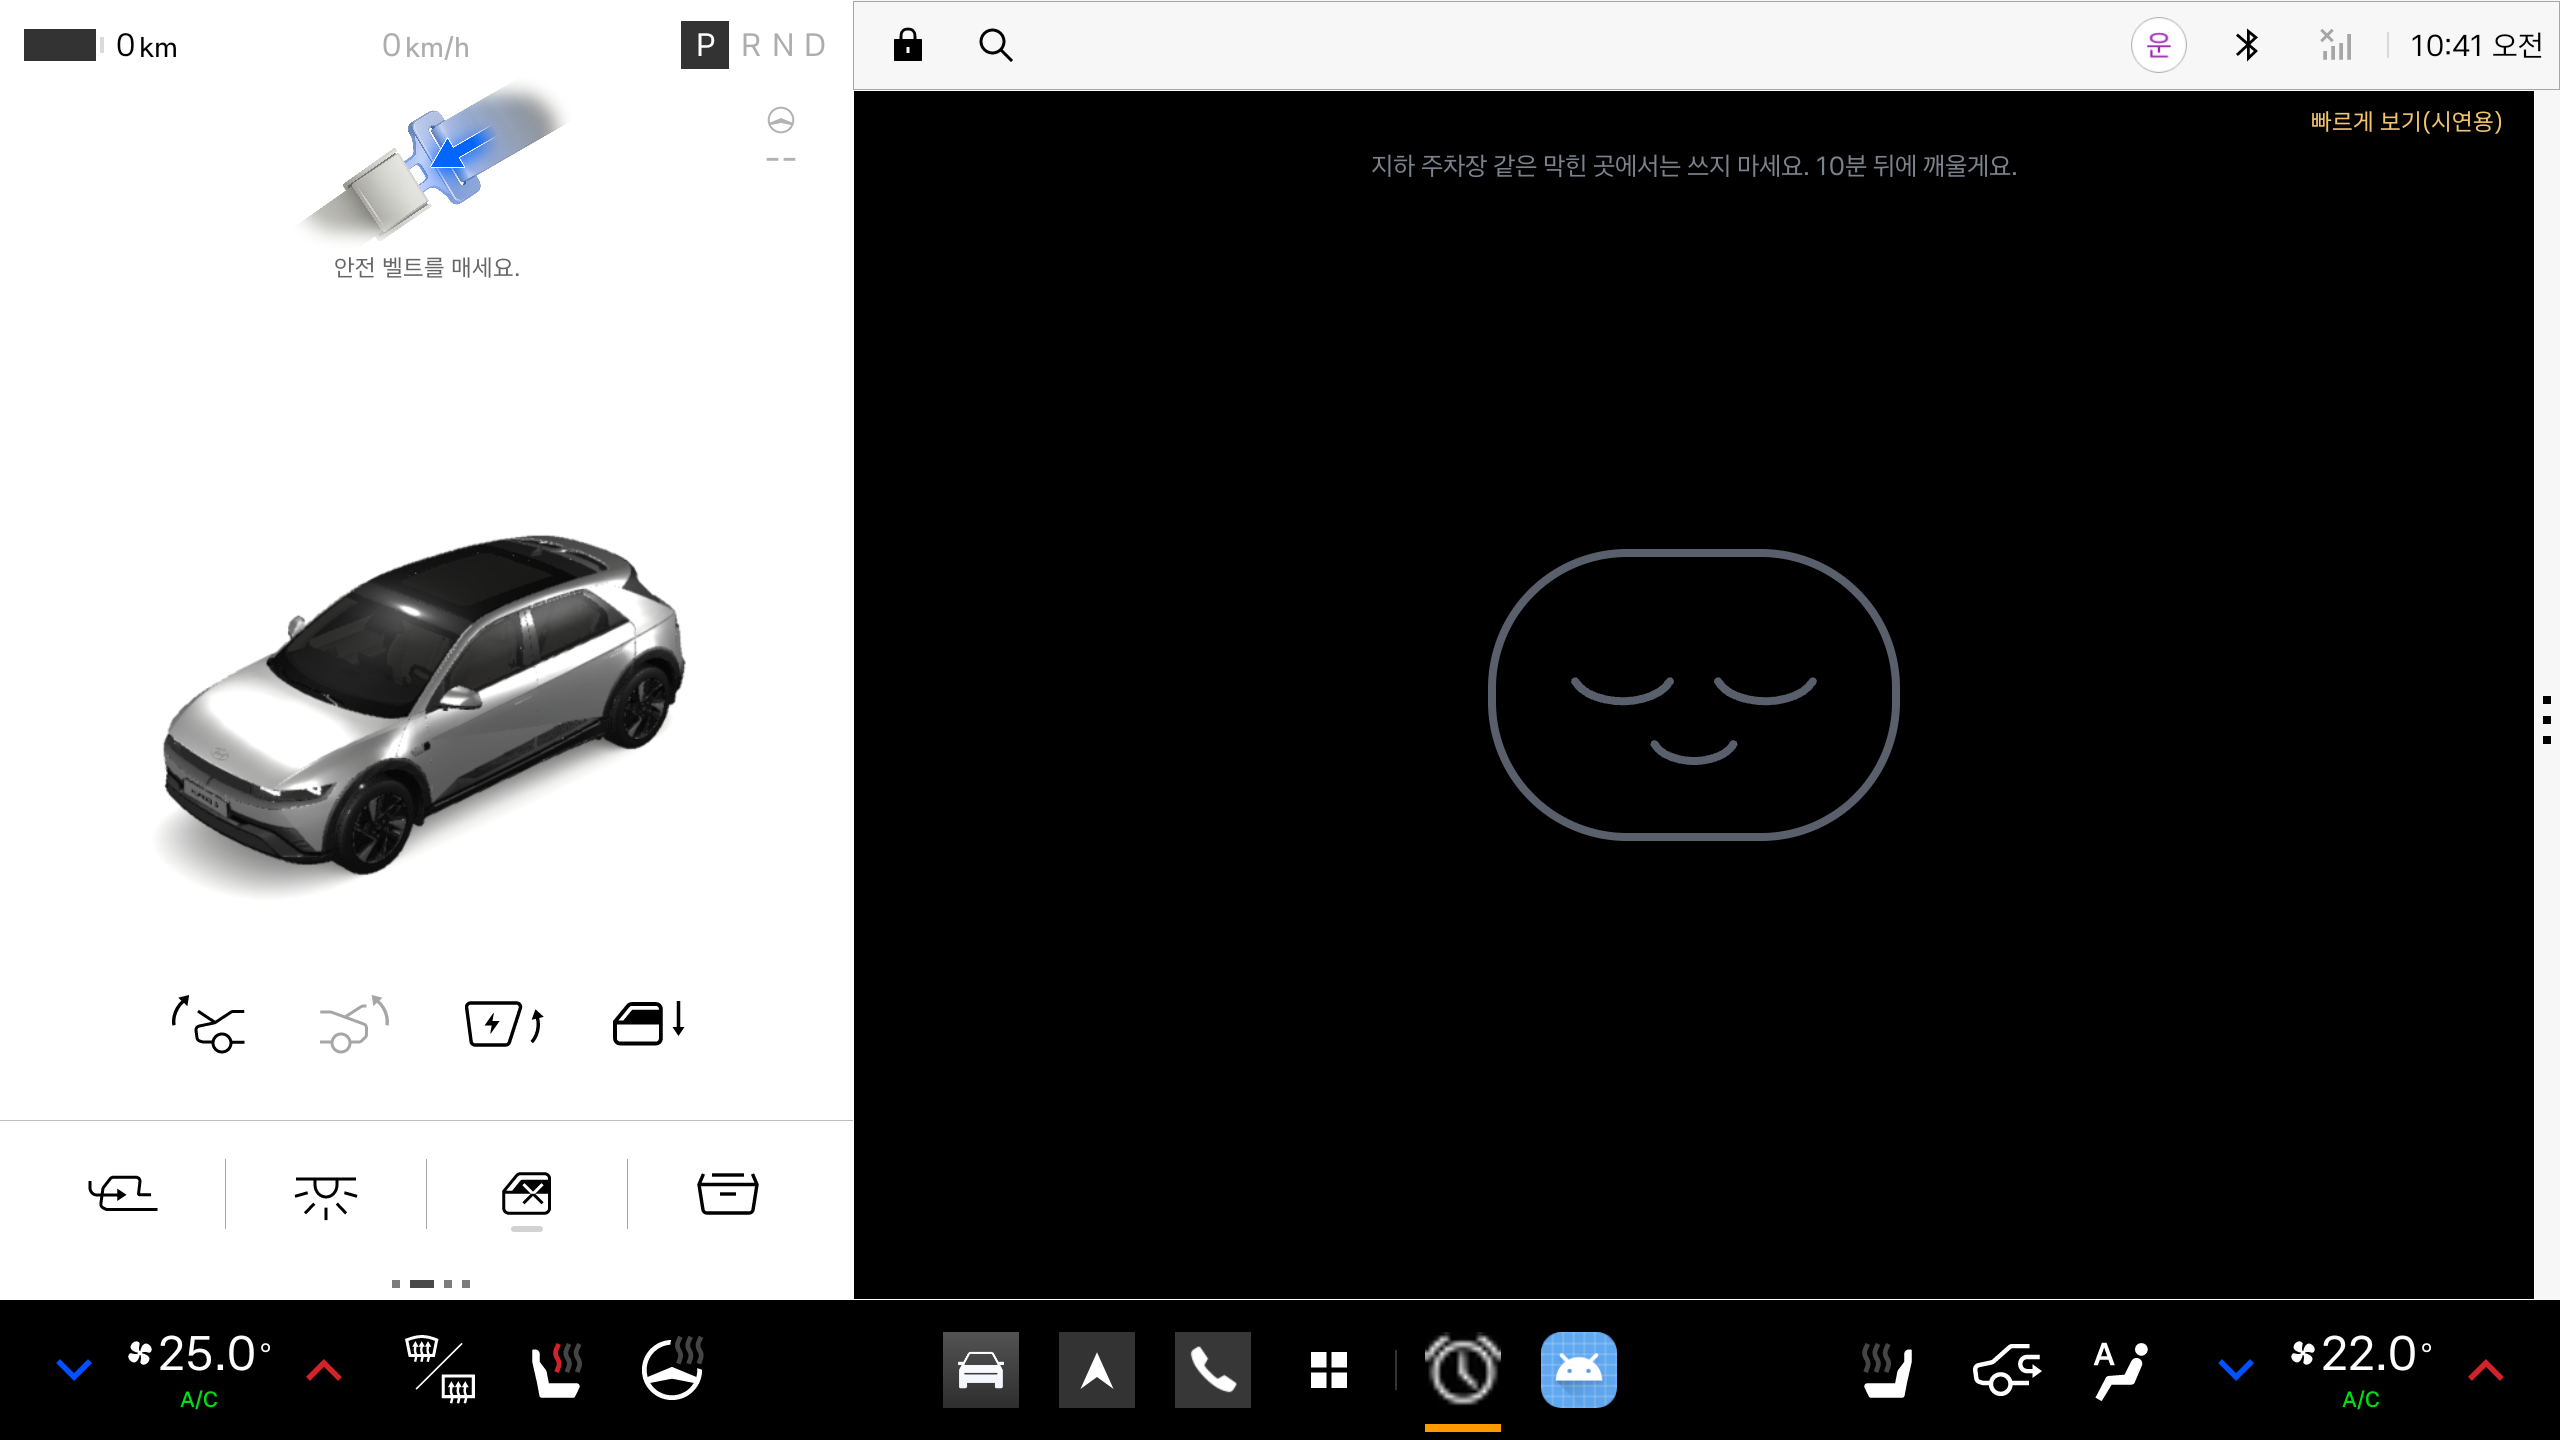 0 km
0 km/h
P R N D
운
10:41 오전
안전 벨트를 매세요.
빠르게 보기(시연용)
지하 주차장 같은 막힌 곳에서는 쓰지 마세요. 10분 뒤에 깨울게요.
25.0°
A/C
A
22.0°
A/C